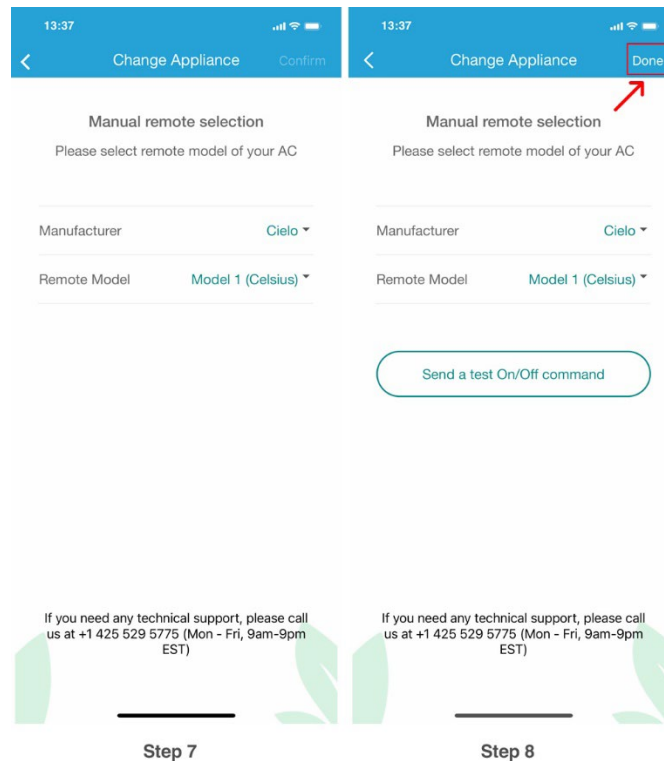 13:37
Change Appliance Confirm
Manual remote selection
Please select remote model of your AC
Manufacturer Cielo
Remote Model Model 1 (Celsius)
If you need any technical support, please call
us at +1 425 529 5775 (Mon - Fri, 9am-9pm
EST)
Step 7
13:37
Change Appliance Done
Manual remote selection
Please select remote model of your AC
Manufacturer Cielo
Remote Model Model 1 (Celsius)
Send a test On/Off command
If you need any technical support, please call
us at +1 425 529 5775 (Mon - Fri, 9am-9pm
EST)
Step 8